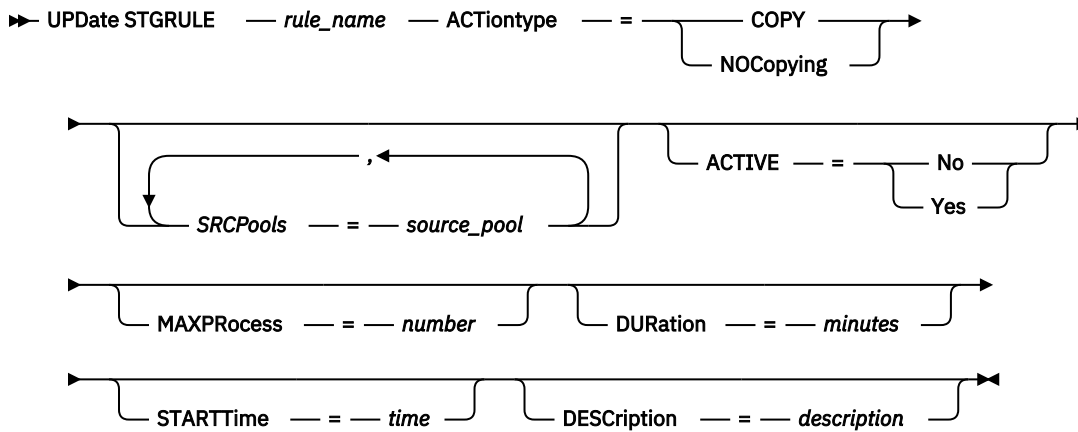 UPDate STGRULE — rule_name — ACTiontype — = — COPY
NOCopying
,
SRCPools — = — source_pool
ACTIVE — = — No
Yes
MAXPRocess — = — number
DURation — = — minutes
STARTTime — = — time
DESCription — = — description